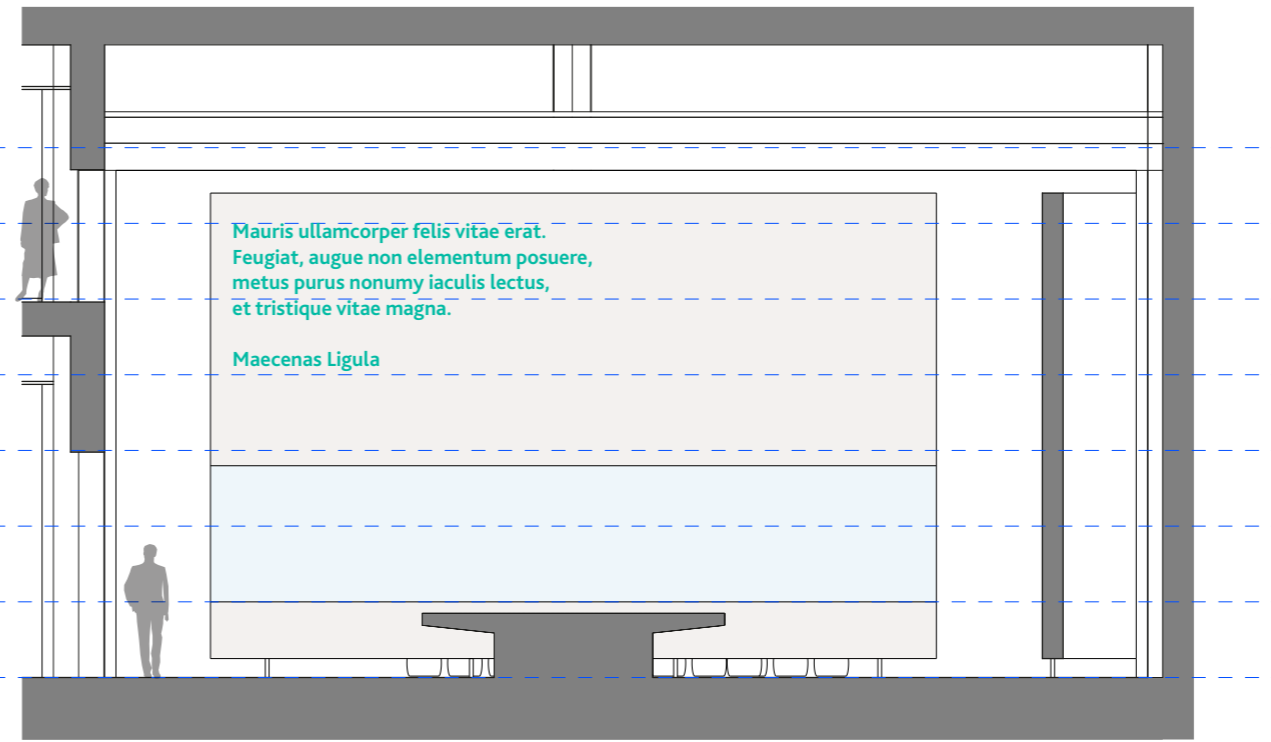 Mauris ullamcorper felis vitae erat.
Feugiat, augue non elementum posuere,
metus purus nonumy iaculis lectus,
et tristique vitae magna.
Maecenas Ligula